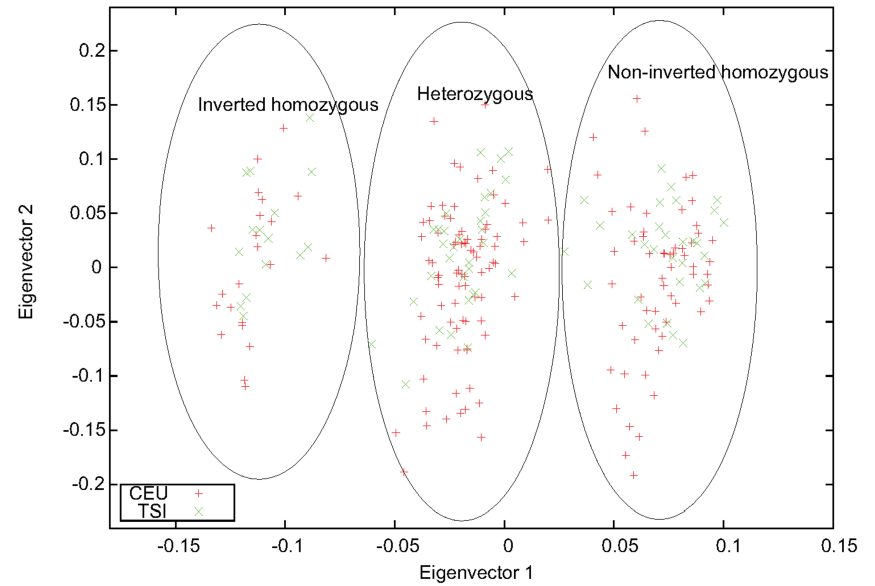 0.2
Non-inverted homozygous
0.15
Inverted homozygous
Heterozygous
0.1
0.05
0
-0.05
-0.1
-0.15
-0.2
Eigenvector 2
CEU
TSI
-0.15 -0.1 -0.05 0 0.05 0.1 0.15
Eigenvector 1